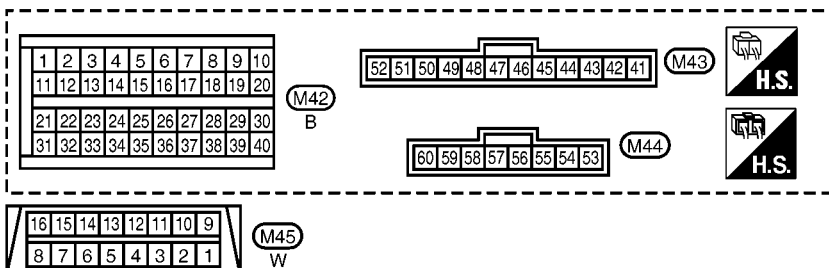 1 2 3 4 5 6 7 8 9 10
11 12 13 14 15 16 17 18 19 20
21 22 23 24 25 26 27 28 29 30
31 32 33 34 35 36 37 38 39 40
M42
B
52 51 50 49 48 47 46 45 44 43 42 41
M43
H.S.
60 59 58 57 56 55 54 53
M44
H.S.
16 15 14 13 12 11 10 9
8 7 6 5 4 3 2 1
M45
W